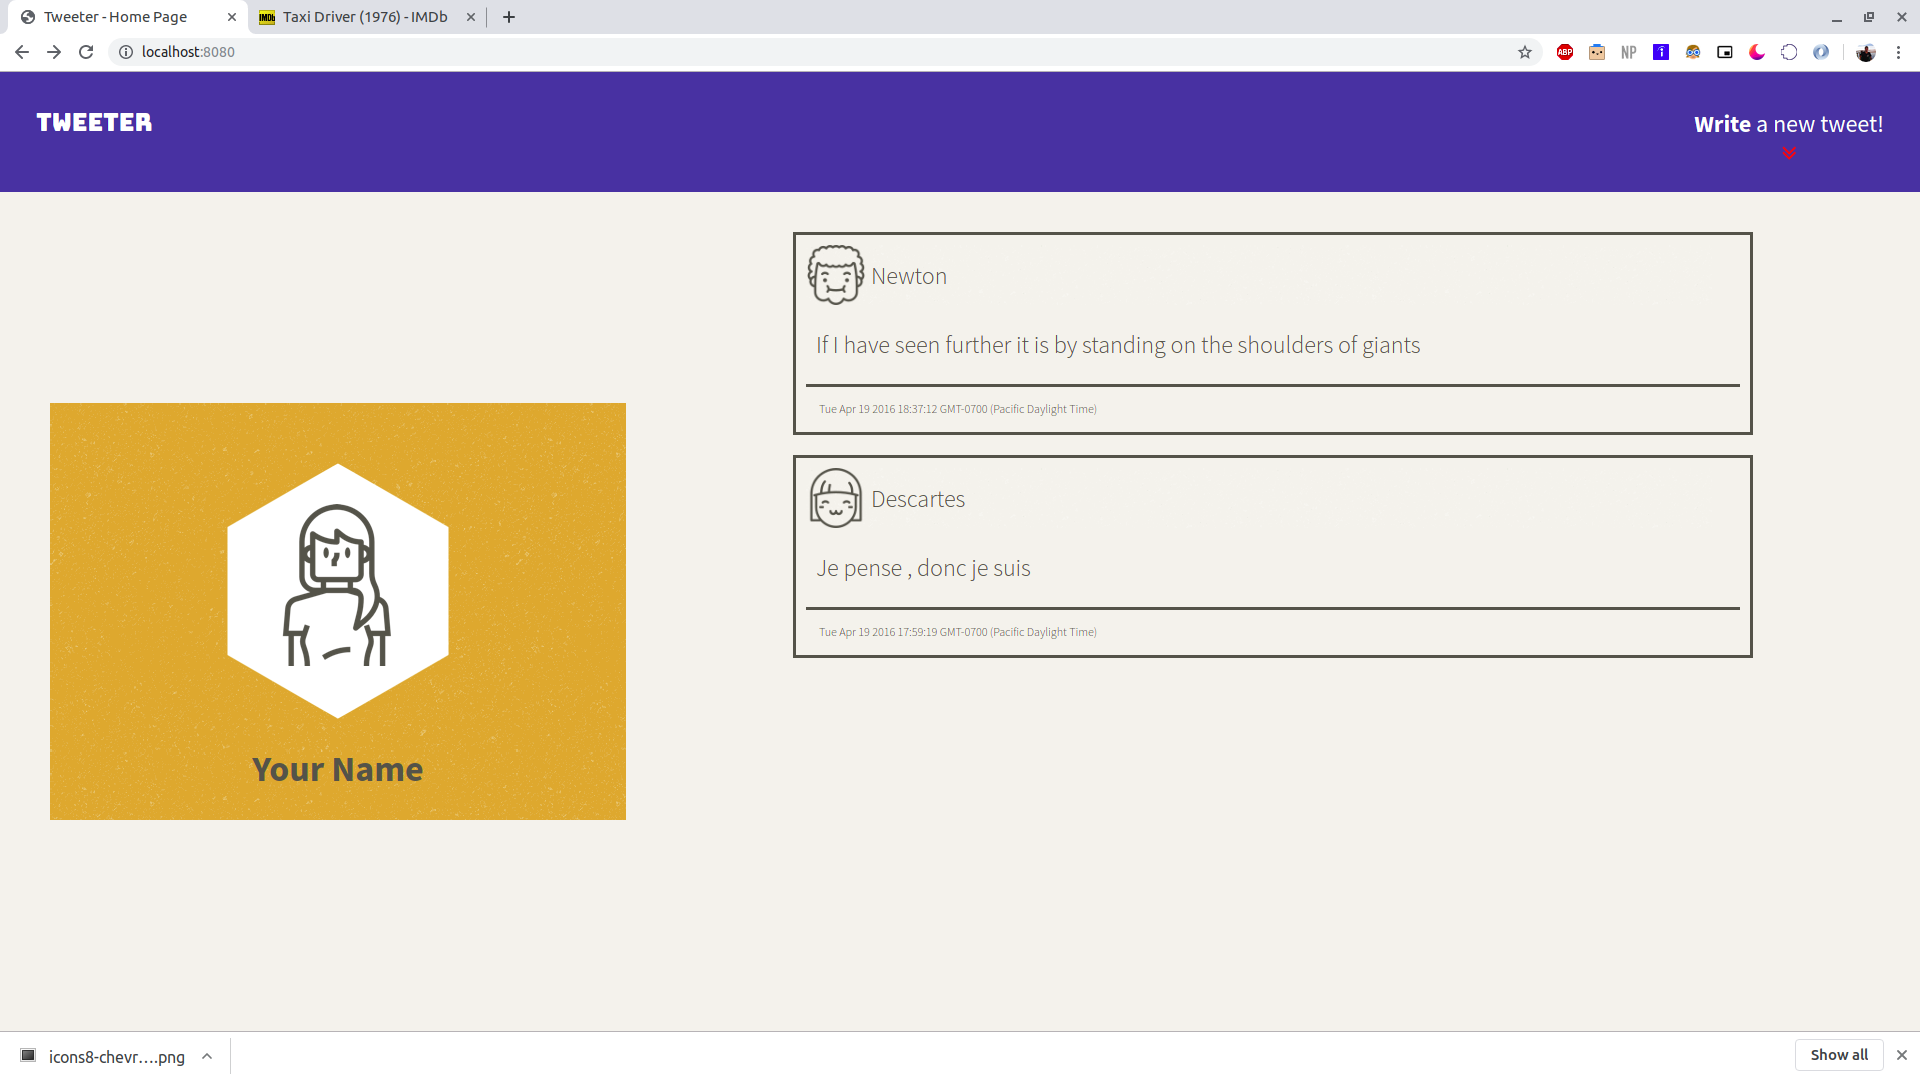 Tweeter - Home Page
Taxi Driver (1976) - IMDb
localhost:8080
ABP
NP
TWEETER
Write a new tweet!
Newton
If I have seen further it is by standing on the shoulders of giants
Tue Apr 19 2016 18:37:12 GMT-0700 (Pacific Daylight Time)
Descartes
Je pense , donc je suis
Tue Apr 19 2016 17:59:19 GMT-0700 (Pacific Daylight Time)
Your Name
icons8-chevr....png
Show all